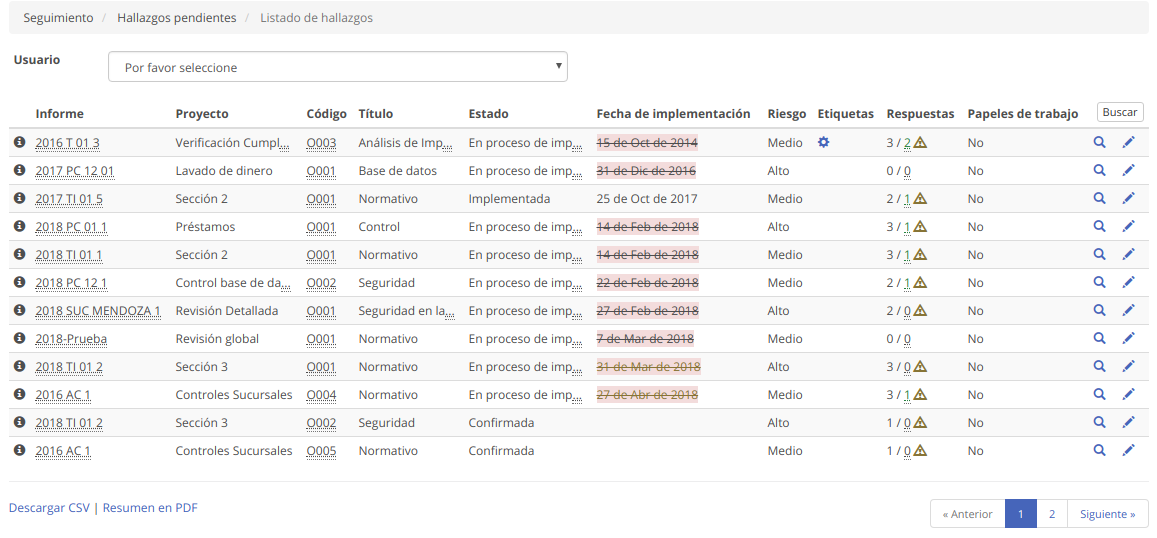 Seguimiento / Hallazgos pendientes / Listado de hallazgos
Usuario Por favor seleccione
Informe Proyecto Código Título Estado Fecha de implementación Riesgo Etiquetas Respuestas Papeles de trabajo Buscar
2016 T 01 3 Verificación Cumpl... O003 Análisis de Imp... En proceso de imp... 15 de Oct de 2014 Medio 3 / 2 No
2017 PC 12 01 Lavado de dinero O001 Base de datos En proceso de imp... 31 de Dic de 2016 Alto 0 / 0 No
2017 TI 01 5 Sección 2 O001 Normativo Implementada 25 de Oct de 2017 Medio 2 / 1 No
2018 PC 01 1 Préstamos O001 Control En proceso de imp... 14 de Feb de 2018 Alto 3 / 1 No
2018 TI 01 1 Sección 2 O001 Normativo En proceso de imp... 14 de Feb de 2018 Medio 3 / 1 No
2018 PC 12 1 Control base de da... O002 Seguridad En proceso de imp... 22 de Feb de 2018 Medio 2 / 1 No
2018 SUC MENDOZA 1 Revisión Detallada O001 Seguridad en la... En proceso de imp... 27 de Feb de 2018 Alto 2 / 0 No
2018-Prueba Revisión global O001 Normativo En proceso de imp... 7 de Mar de 2018 Medio 0 / 0 No
2018 TI 01 2 Sección 3 O001 Normativo En proceso de imp... 31 de Mar de 2018 Alto 3 / 0 No
2016 AC 1 Controles Sucursales O004 Normativo En proceso de imp... 27 de Abr de 2018 Medio 3 / 1 No
2018 TI 01 2 Sección 3 O002 Seguridad Confirmada Alto 1 / 0 No
2016 AC 1 Controles Sucursales O005 Normativo Confirmada Medio 1 / 0 No
Descargar CSV | Resumen en PDF
« Anterior 1 2 Siguiente »